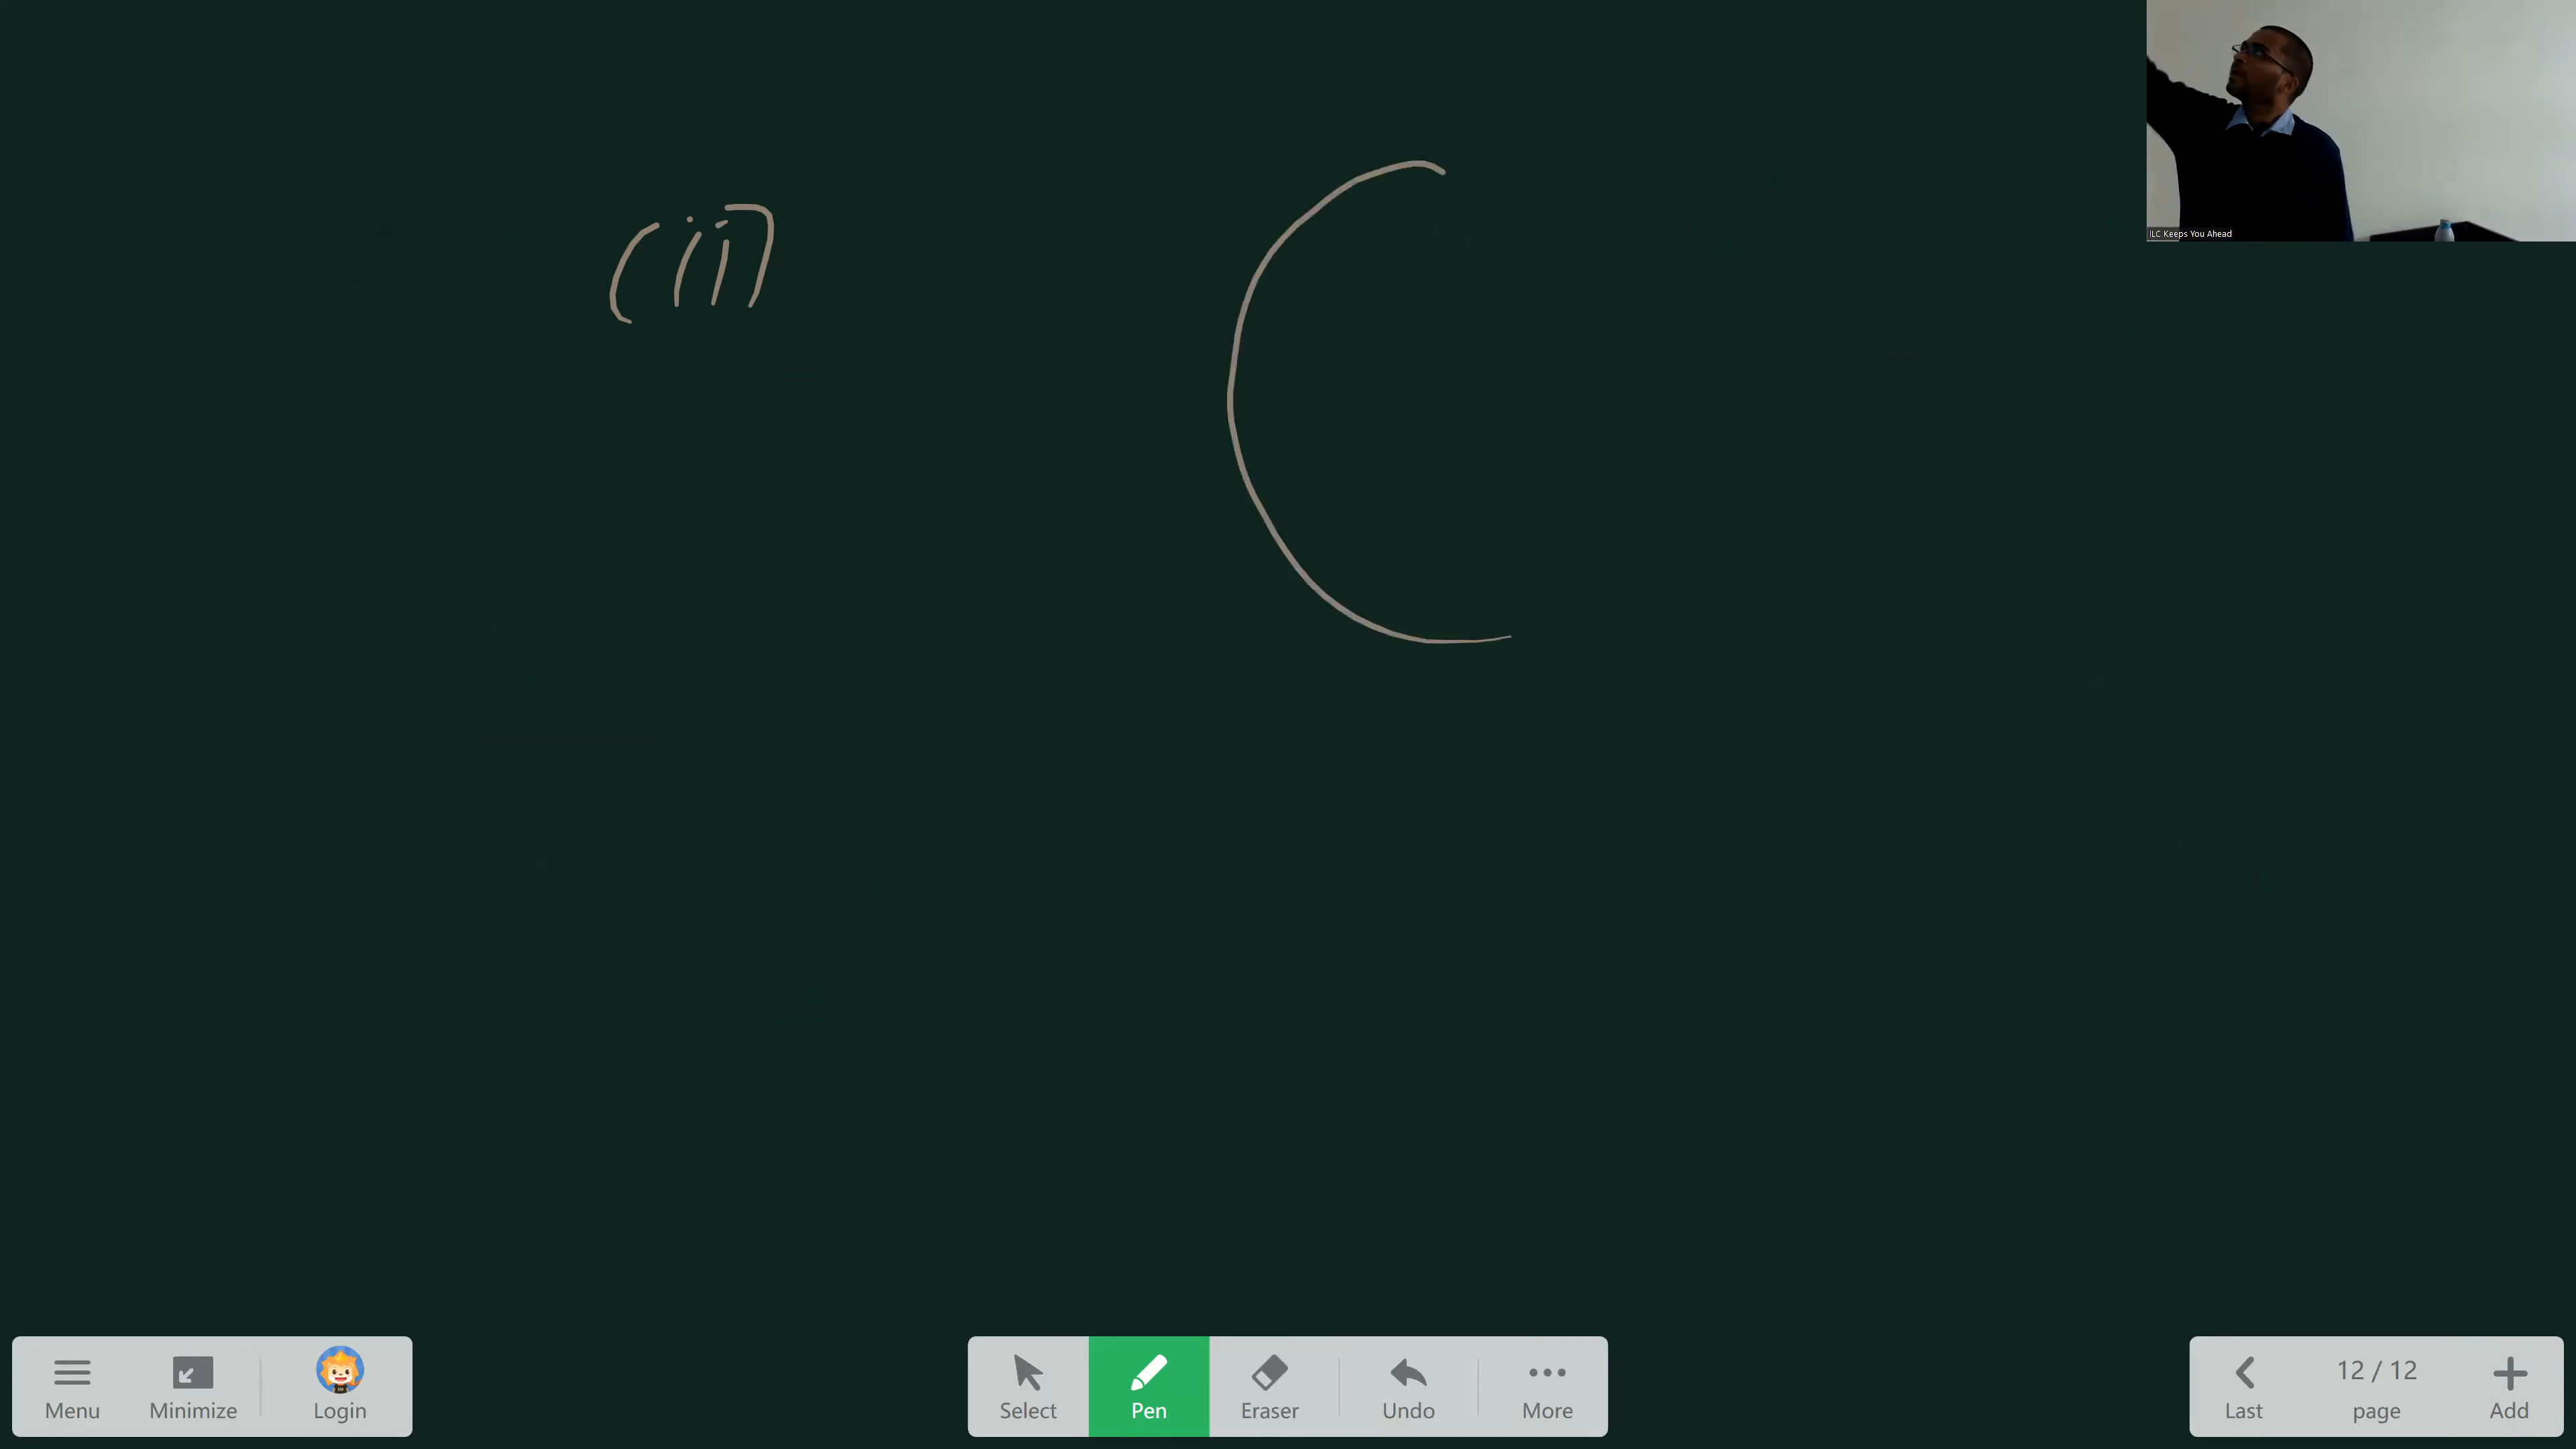 (ii)
ILC Keeps You Ahead
Menu Minimize Login Select Pen Eraser Undo More Last 12 / 12 page Add